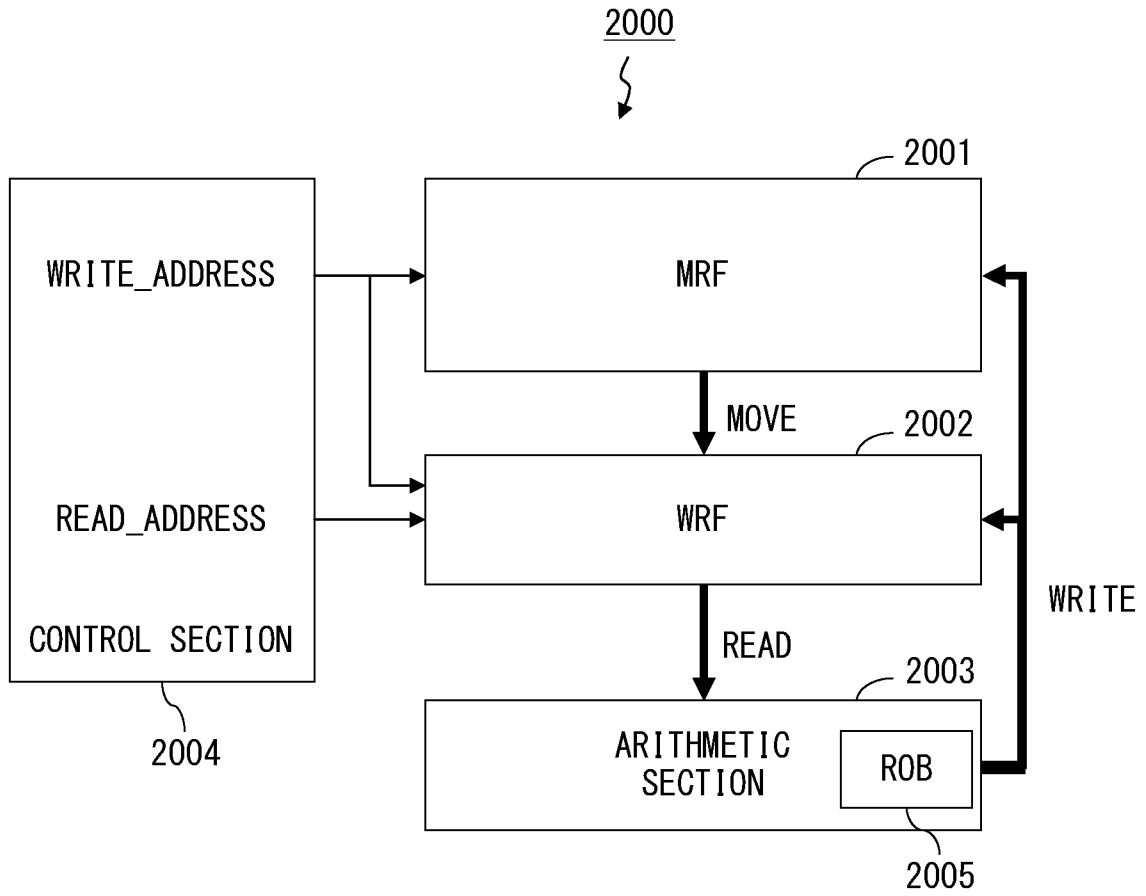 2000
2001
WRITE_ADDRESS
MRF
MOVE
2002
READ_ADDRESS
WRF
WRITE
CONTROL SECTION
READ
2003
2004
ARITHMETIC
SECTION
ROB
2005